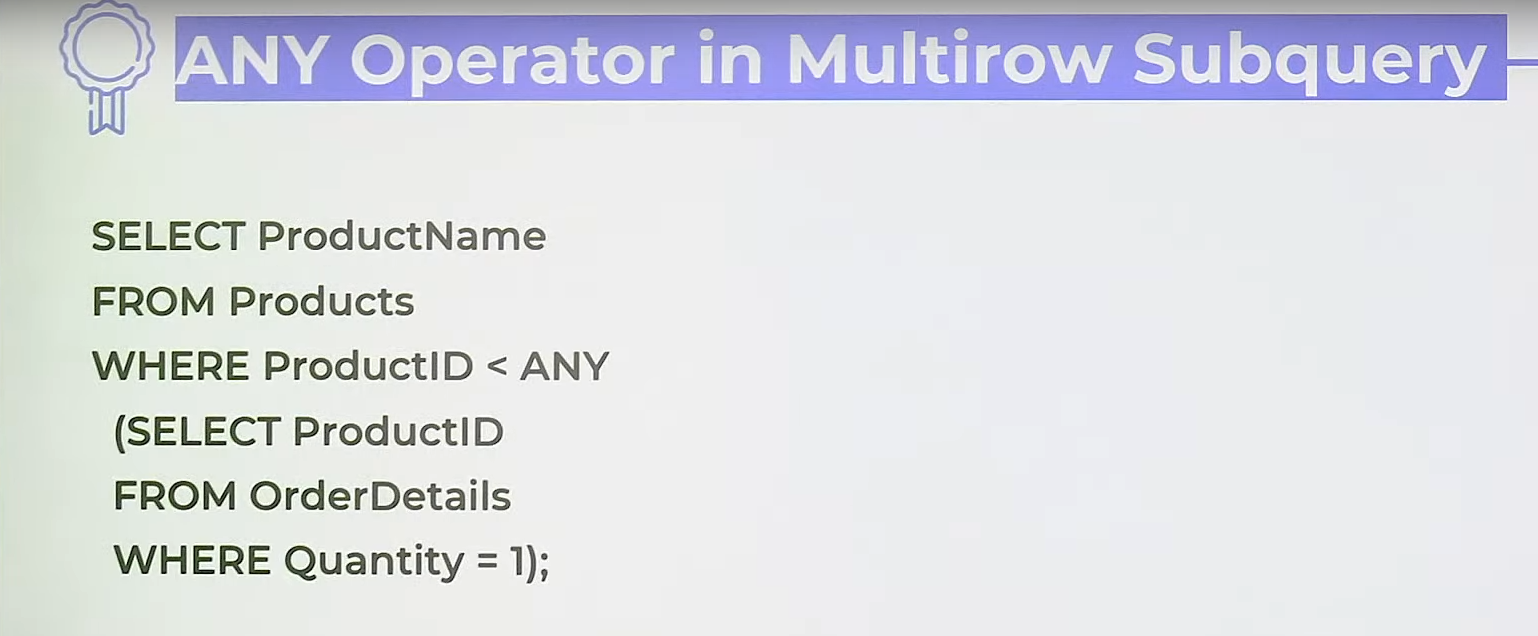 ANY Operator in Multirow Subquery
SELECT ProductName
FROM Products
WHERE ProductID < ANY
(SELECT ProductID
FROM OrderDetails
WHERE Quantity = 1);